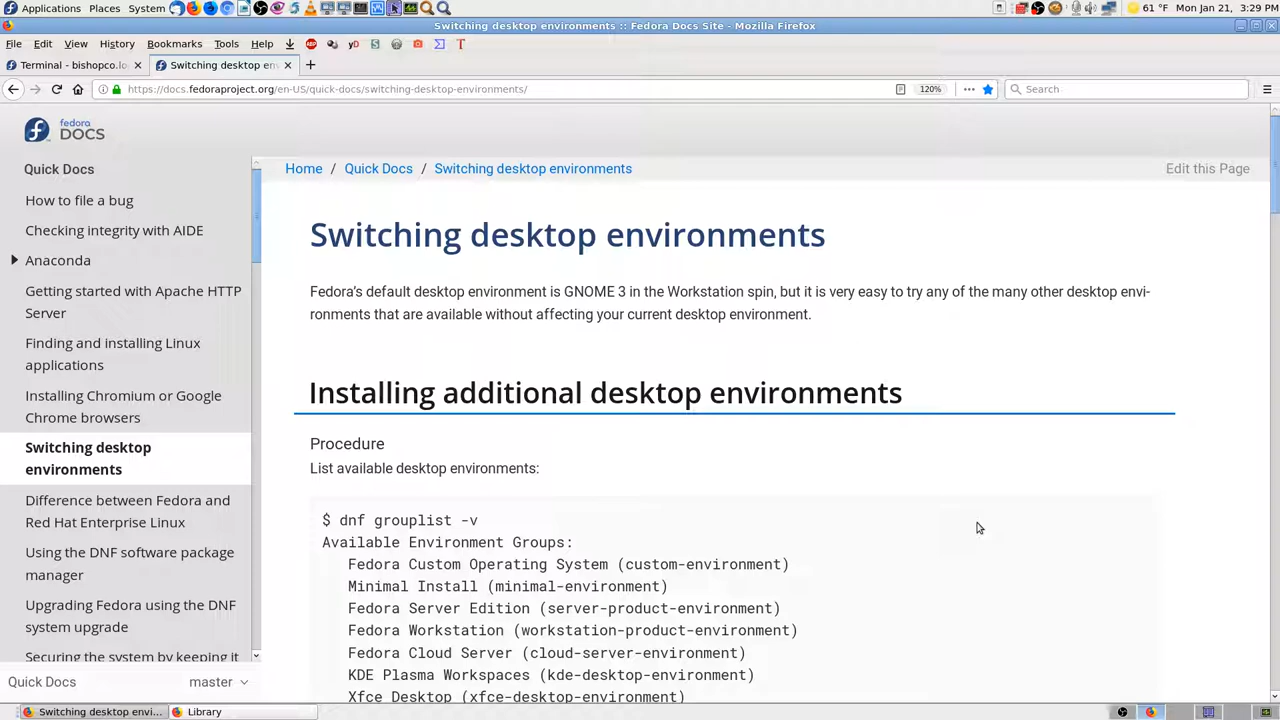 Applications Places System
61 °F Mon Jan 21, 3:29 PM
Switching desktop environments :: Fedora Docs Site - Mozilla Firefox
File Edit View History Bookmarks Tools Help
Terminal - bishopco.lo
Switching desktop en
https://docs.fedoraproject.org/en-US/quick-docs/switching-desktop-environments/
120%
Search
fedora
DOCS
Quick Docs
How to file a bug
Checking integrity with AIDE
Anaconda
Getting started with Apache HTTP
Server
Finding and installing Linux
applications
Installing Chromium or Google
Chrome browsers
Switching desktop
environments
Difference between Fedora and
Red Hat Enterprise Linux
Using the DNF software package
manager
Upgrading Fedora using the DNF
system upgrade
Securing the system by keeping it
Quick Docs master
Home / Quick Docs / Switching desktop environments
Edit this Page
Switching desktop environments
Fedora's default desktop environment is GNOME 3 in the Workstation spin, but it is very easy to try any of the many other desktop envi-
ronments that are available without affecting your current desktop environment.
Installing additional desktop environments
Procedure
List available desktop environments:
$ dnf grouplist -v
Available Environment Groups:
Fedora Custom Operating System (custom-environment)
Minimal Install (minimal-environment)
Fedora Server Edition (server-product-environment)
Fedora Workstation (workstation-product-environment)
Fedora Cloud Server (cloud-server-environment)
KDE Plasma Workspaces (kde-desktop-environment)
Xfce Desktop (xfce-desktop-environment)
Switching desktop envi...
Library